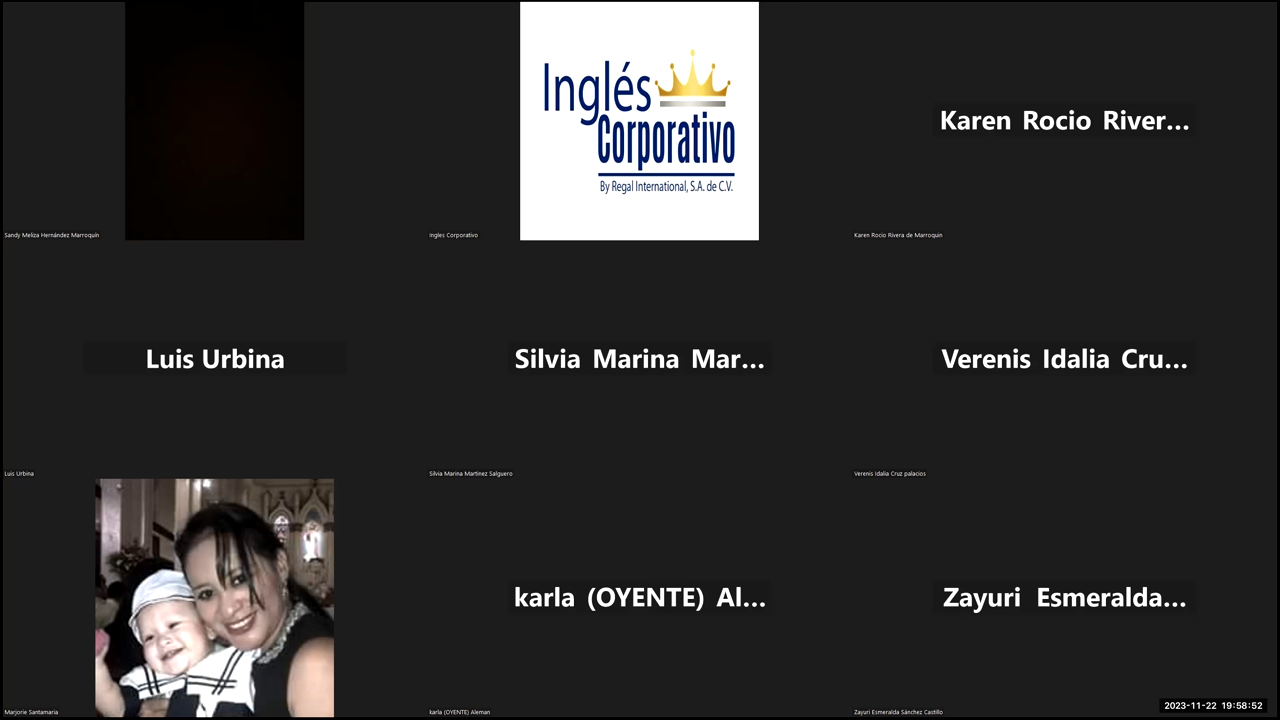 Inglés
Corporativo
By Regal International, S.A. de C.V.
Karen Rocio River...
Sandy Meliza Hernández Marroquín
Ingles Corporativo
Karen Rocio Rivera de Marroquin
Luis Urbina
Silvia Marina Mar...
Verenis Idalia Cru...
Luis Urbina
Silvia Marina Martinez Salguero
Verenis Idalia Cruz palacios
karla (OYENTE) Al...
Zayuri Esmeralda...
Marjorie Santamaria
karla (OYENTE) Aleman
Zayuri Esmeralda Sánchez Castillo
2023-11-22 19:58:52